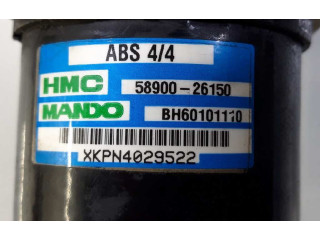 ABS 4/4
HMC 58900-26150
MANDO BH60101110
XKPN4029522